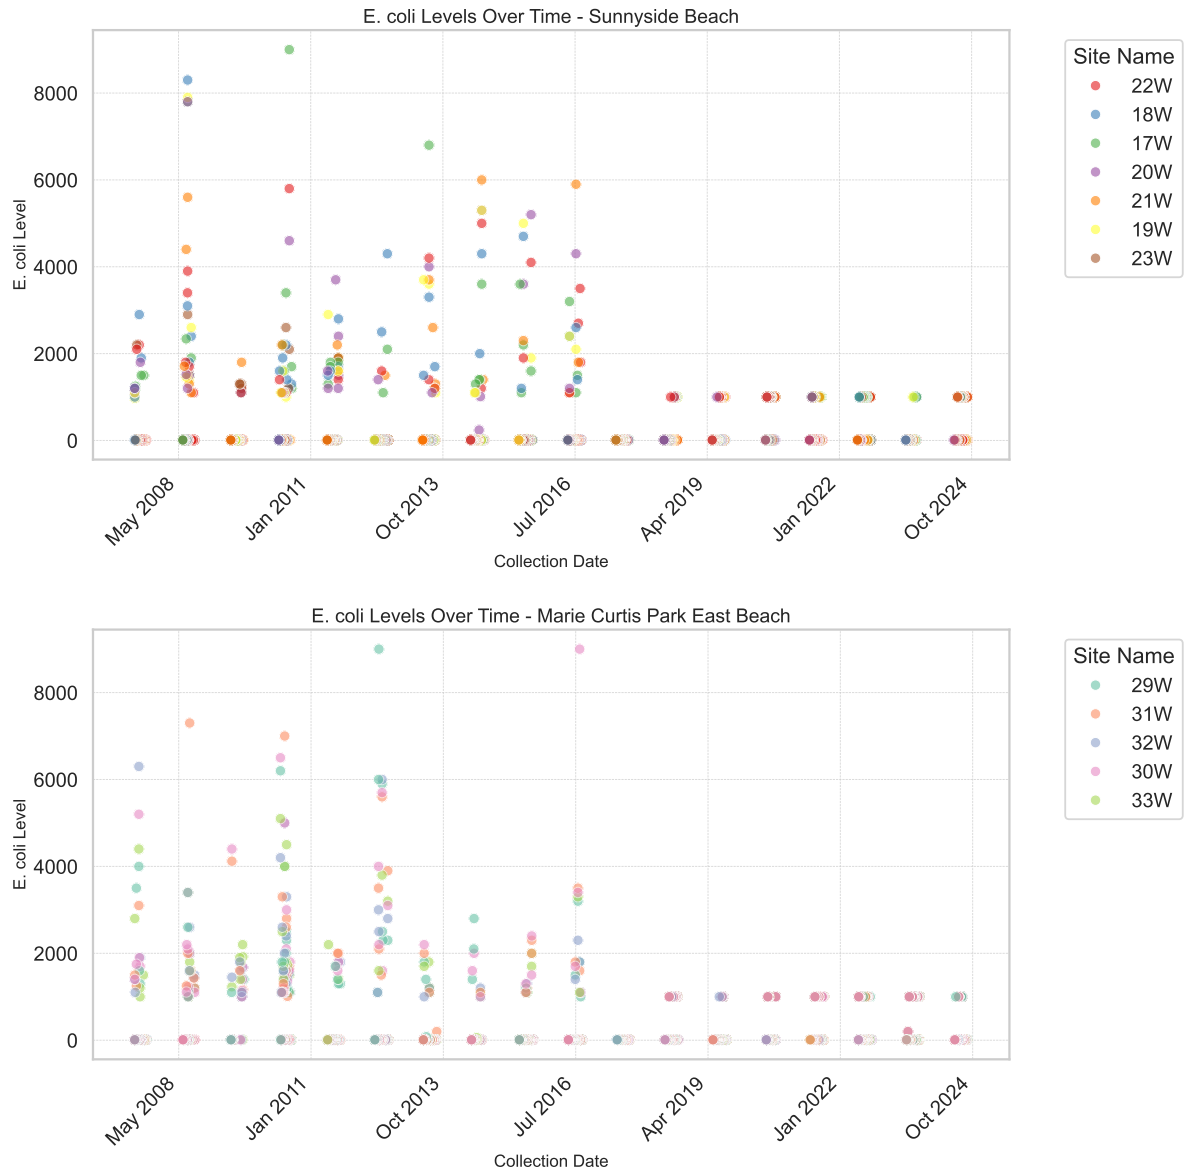 E. coli Levels Over Time - Sunnyside Beach
E. coli Level
8000
6000
4000
2000
0
May 2008
Jan 2011
Oct 2013
Jul 2016
Apr 2019
Jan 2022
Oct 2024
Collection Date
Site Name
22W
18W
17W
20W
21W
19W
23W
E. coli Levels Over Time - Marie Curtis Park East Beach
E. coli Level
8000
6000
4000
2000
0
May 2008
Jan 2011
Oct 2013
Jul 2016
Apr 2019
Jan 2022
Oct 2024
Collection Date
Site Name
29W
31W
32W
30W
33W